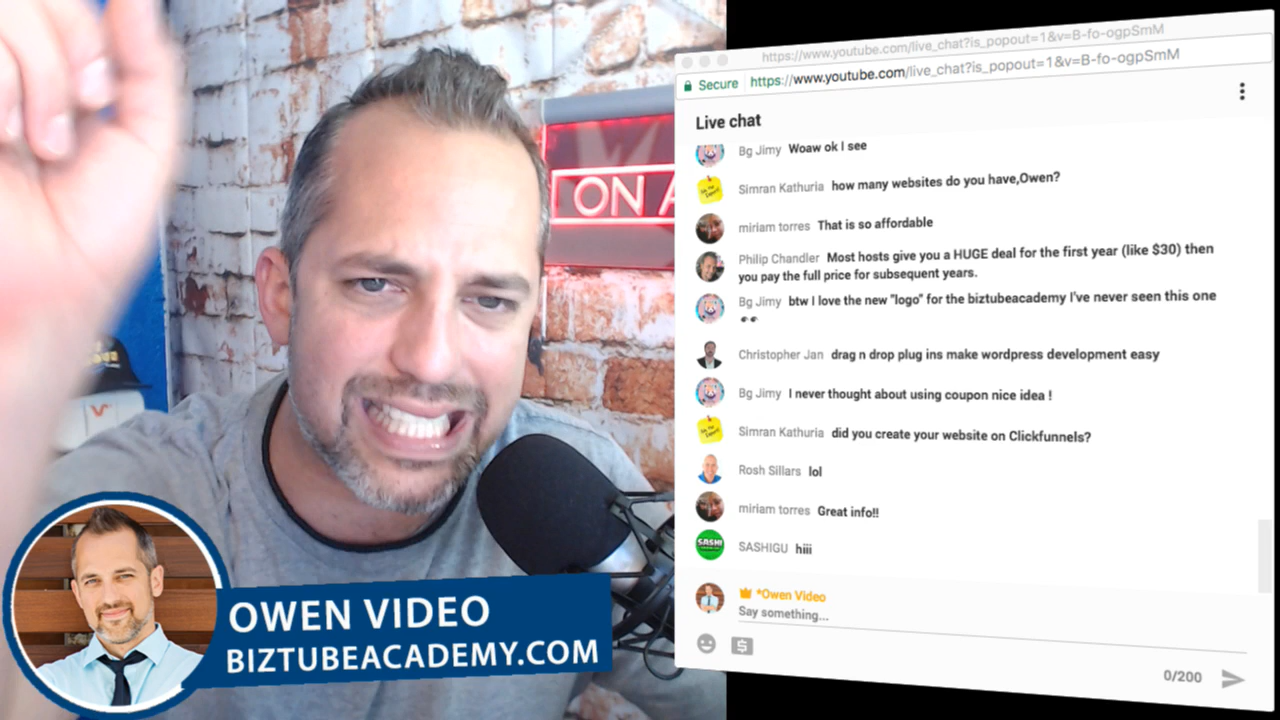 https://www.youtube.com/live_chat?is_popout=1&v=B-fo-ogpSmM
Secure https://www.youtube.com/live_chat?is_popout=1&v=B-fo-ogpSmM
Live chat
Bg Jimy Woaw ok I see
Simran Kathuria how many websites do you have,Owen?
miriam torres That is so affordable
Philip Chandler Most hosts give you a HUGE deal for the first year (like $30) then
you pay the full price for subsequent years.
Bg Jimy btw I love the new "logo" for the biztubeacademy I've never seen this one
👀
Christopher Jan drag n drop plug ins make wordpress development easy
Bg Jimy I never thought about using coupon nice idea !
Simran Kathuria did you create your website on Clickfunnels?
Rosh Sillars lol
miriam torres Great info!!
SASHI
SASHIGU hiii
*Owen Video
Say something...
0/200
ON A
OWEN VIDEO
BIZTUBEACADEMY.COM